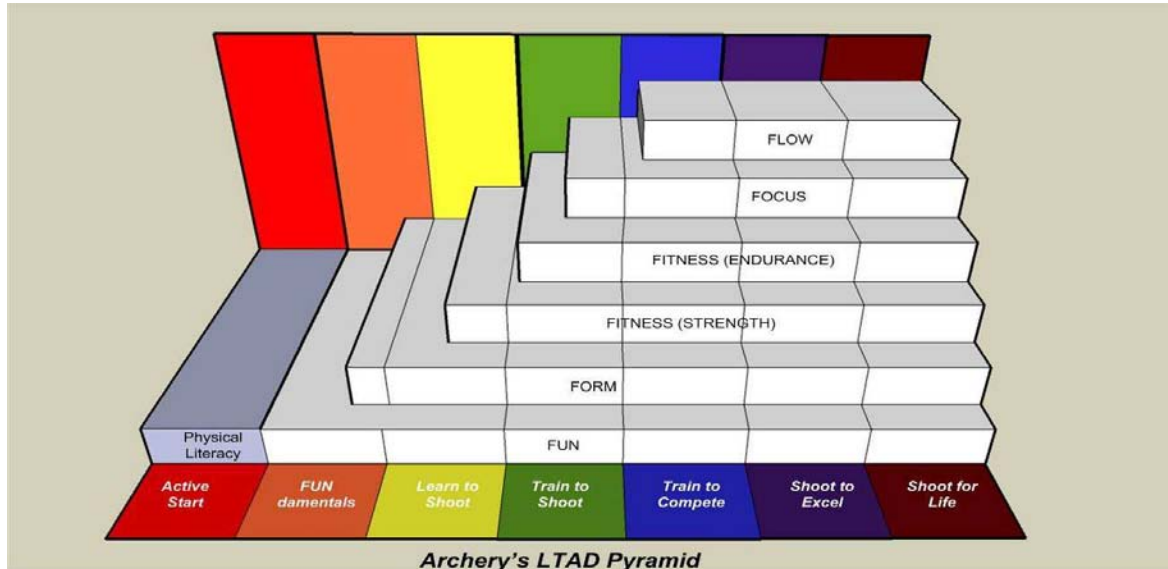 FLOW
FOCUS
FITNESS (ENDURANCE)
FITNESS (STRENGTH)
FORM
Physical
Literacy
FUN
Active
Start
FUN
damentals
Learn to
Shoot
Train to
Shoot
Train to
Compete
Shoot to
Excel
Shoot for
Life
Archery's LTAD Pyramid